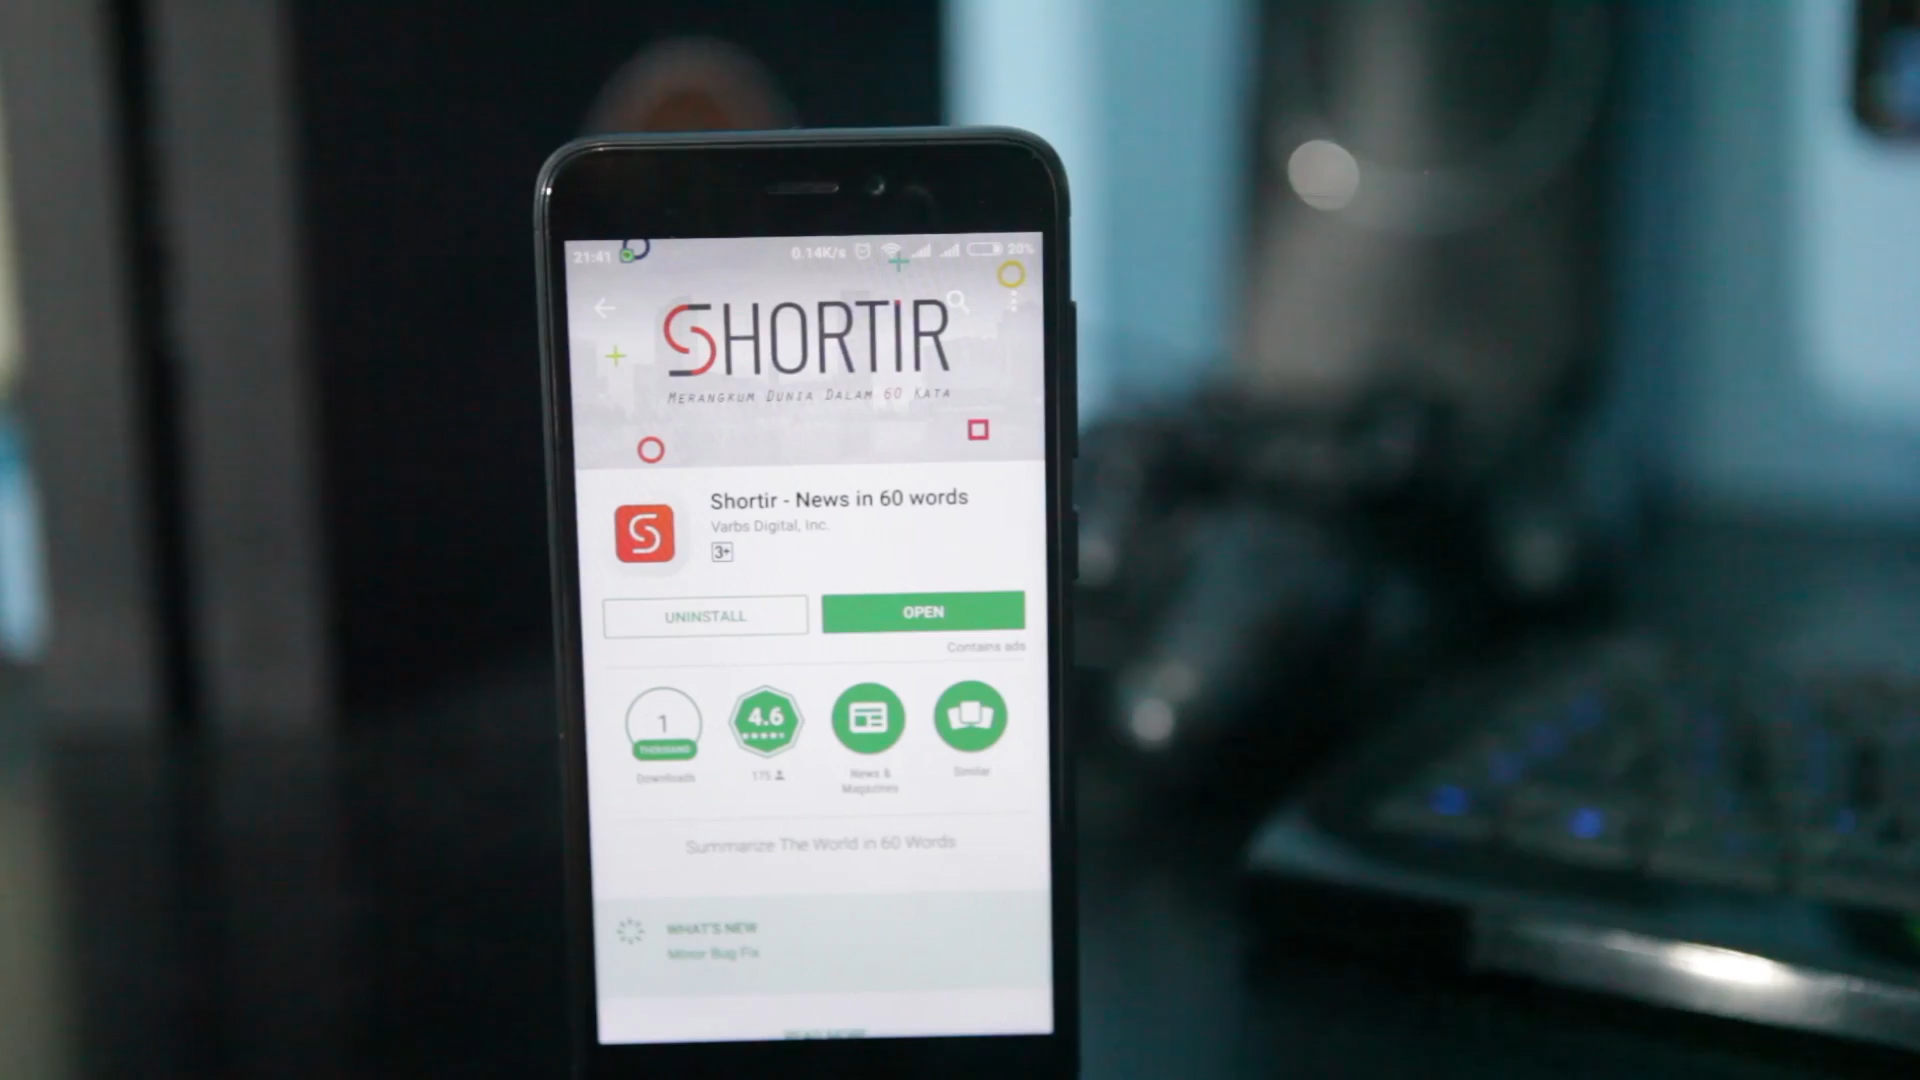 21:41 0.14K/s 20%
SHORTIR
MERANGKUM DUNIA DALAM 60 KATA
Shortir - News in 60 words
Varbs Digital, Inc.
3+
UNINSTALL OPEN
Contains ads
1 4.6
THOUSAND
Downloads 175 News & Similar
Magazines
Summarize The World in 60 Words
WHAT'S NEW
Minor Bug Fix
READ MORE